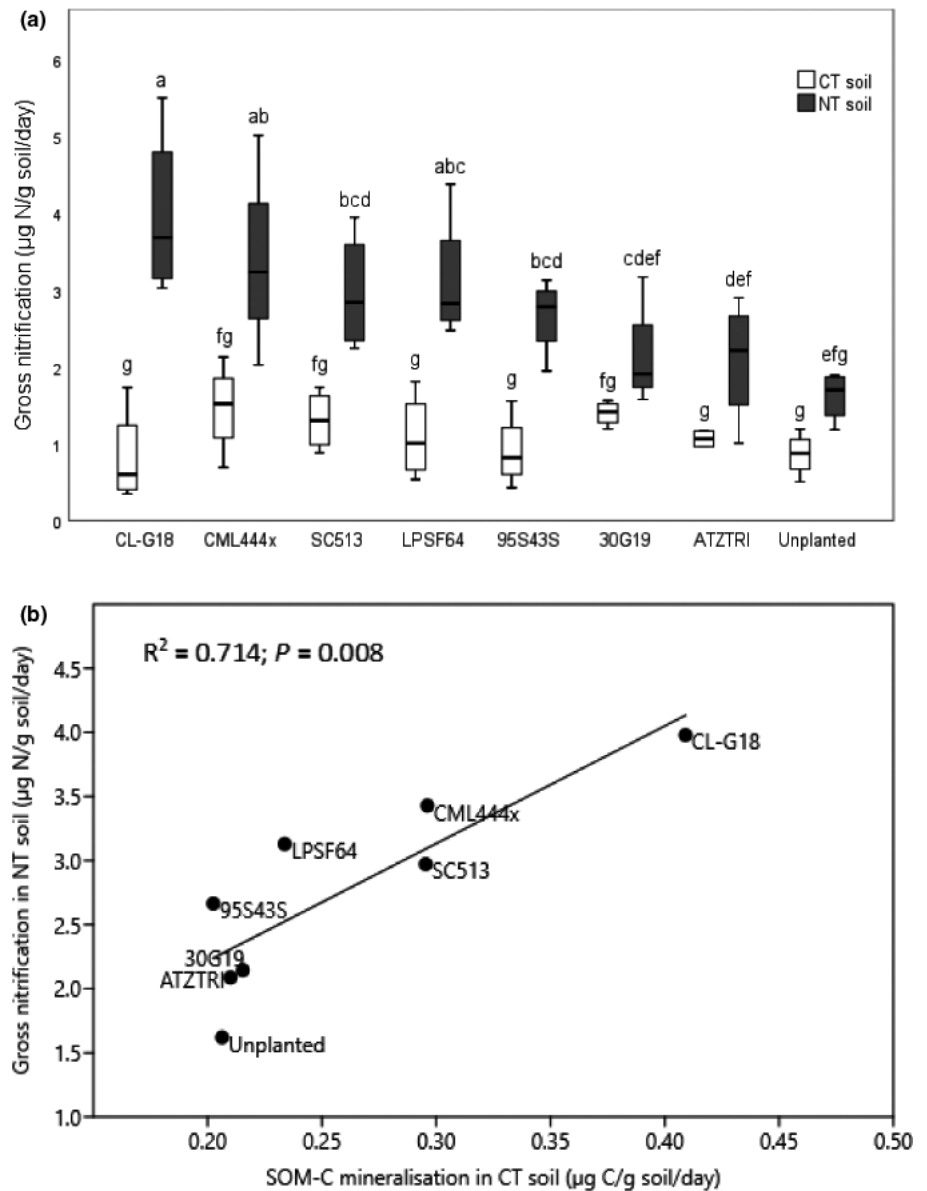 (a)
6
5
4
3
2
1
0
Gross nitrification (µg N/g soil/day)
CT soil
NT soil
a
ab
bcd
abc
bcd
cdef
def
efg
g
fg
fg
g
g
fg
g
g
CL-G18 CML444x SC513 LPSF64 95S43S 30G19 ATZTRI Unplanted
(b)
R² = 0.714; P = 0.008
4.5
4.0
3.5
3.0
2.5
2.0
1.5
1.0
Gross nitrification in NT soil (µg N/g soil/day)
CL-G18
CML444x
LPSF64
SC513
95S43S
30G19
ATZTRI
Unplanted
0.20 0.25 0.30 0.35 0.40 0.45 0.50
SOM-C mineralisation in CT soil (µg C/g soil/day)